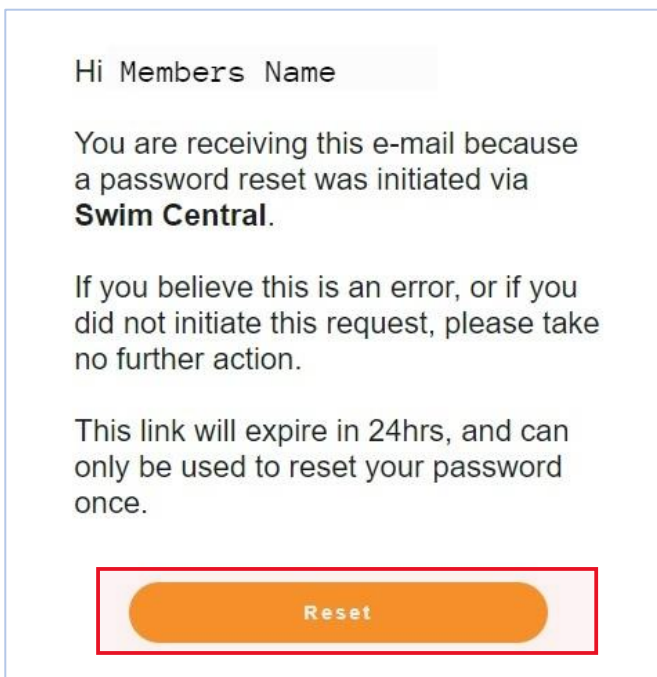 Hi Members Name
You are receiving this e-mail because
a password reset was initiated via
Swim Central.
If you believe this is an error, or if you
did not initiate this request, please take
no further action.
This link will expire in 24hrs, and can
only be used to reset your password
once.
Reset